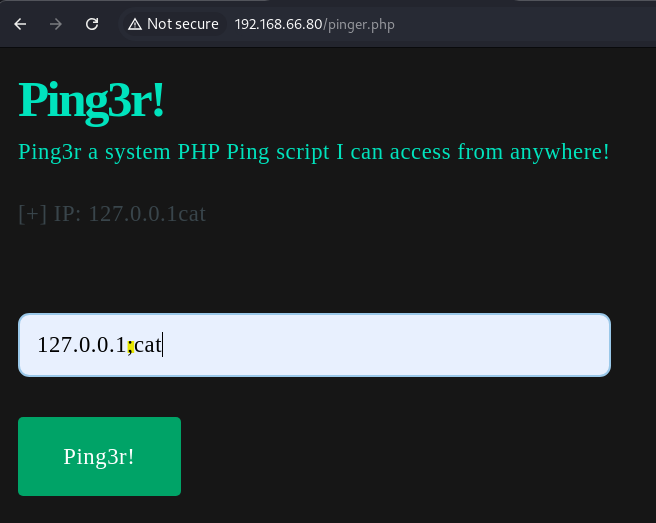 Not secure 192.168.66.80/pinger.php
Ping3r!
Ping3r a system PHP Ping script I can access from anywhere!
[+] IP: 127.0.0.1cat
127.0.0.1;cat
Ping3r!